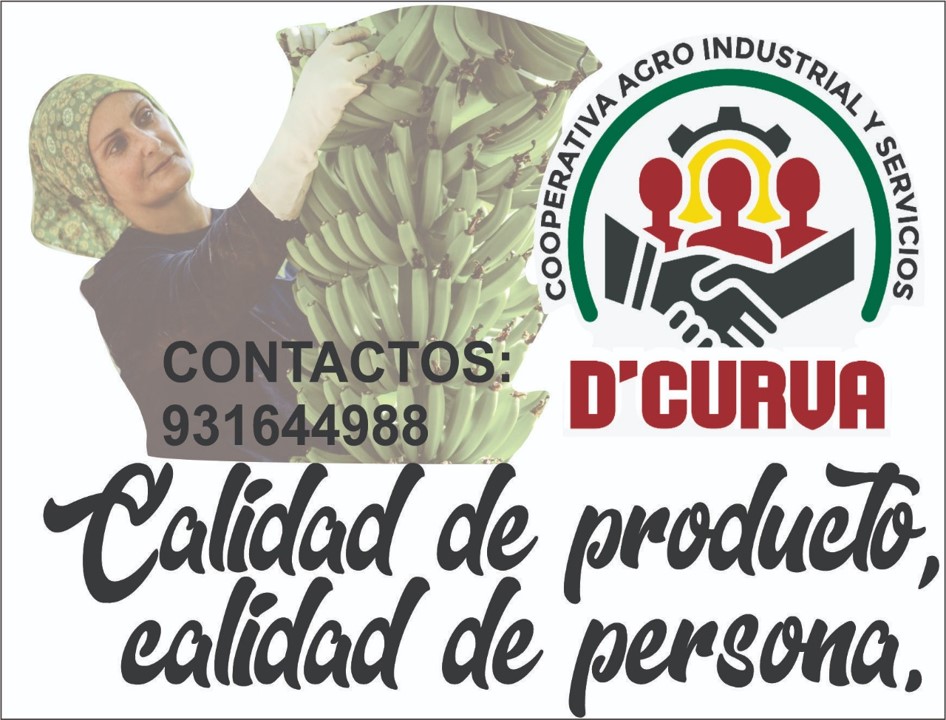 COOPERATIVA AGRO INDUSTRIAL Y SERVICIOS
D'CURVA
CONTACTOS:
931644988
Calidad de producto,
calidad de persona.